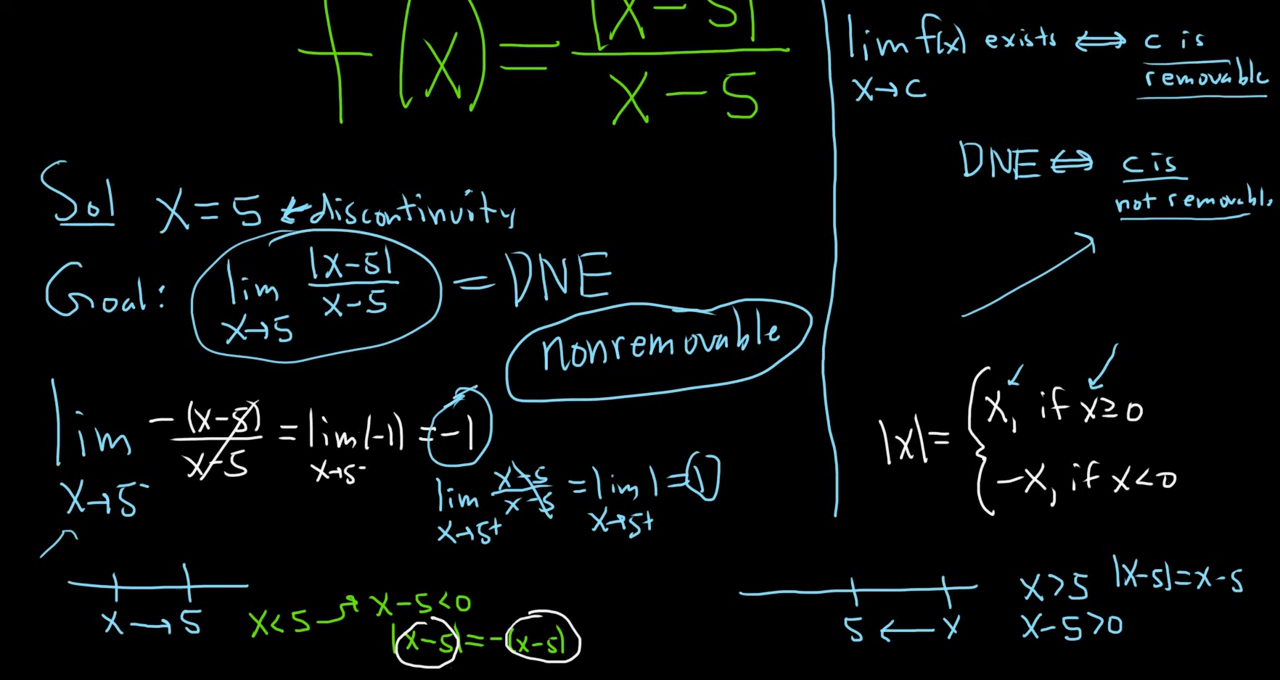 f(x) = |x-5| / x-5
Sol x = 5 ← discontinuity
Goal: lim x→5 |x-5| / x-5 = DNE
nonremovable
lim x→5⁻ -(x-5) / x-5 = lim x→5⁻ (-1) = -1
lim x→5+ x-5 / x-5 = lim x→5+ 1 = 1
x → 5
x<5 → x-5<0
|x-5| = -(x-5)
lim x→c f(x) exists ⟺ c is removable
DNE ⟺ c is not removable
|x| = { x, if x≥0
-x, if x<0
5 ← x
x>5 |x-5| = x-5
x-5>0